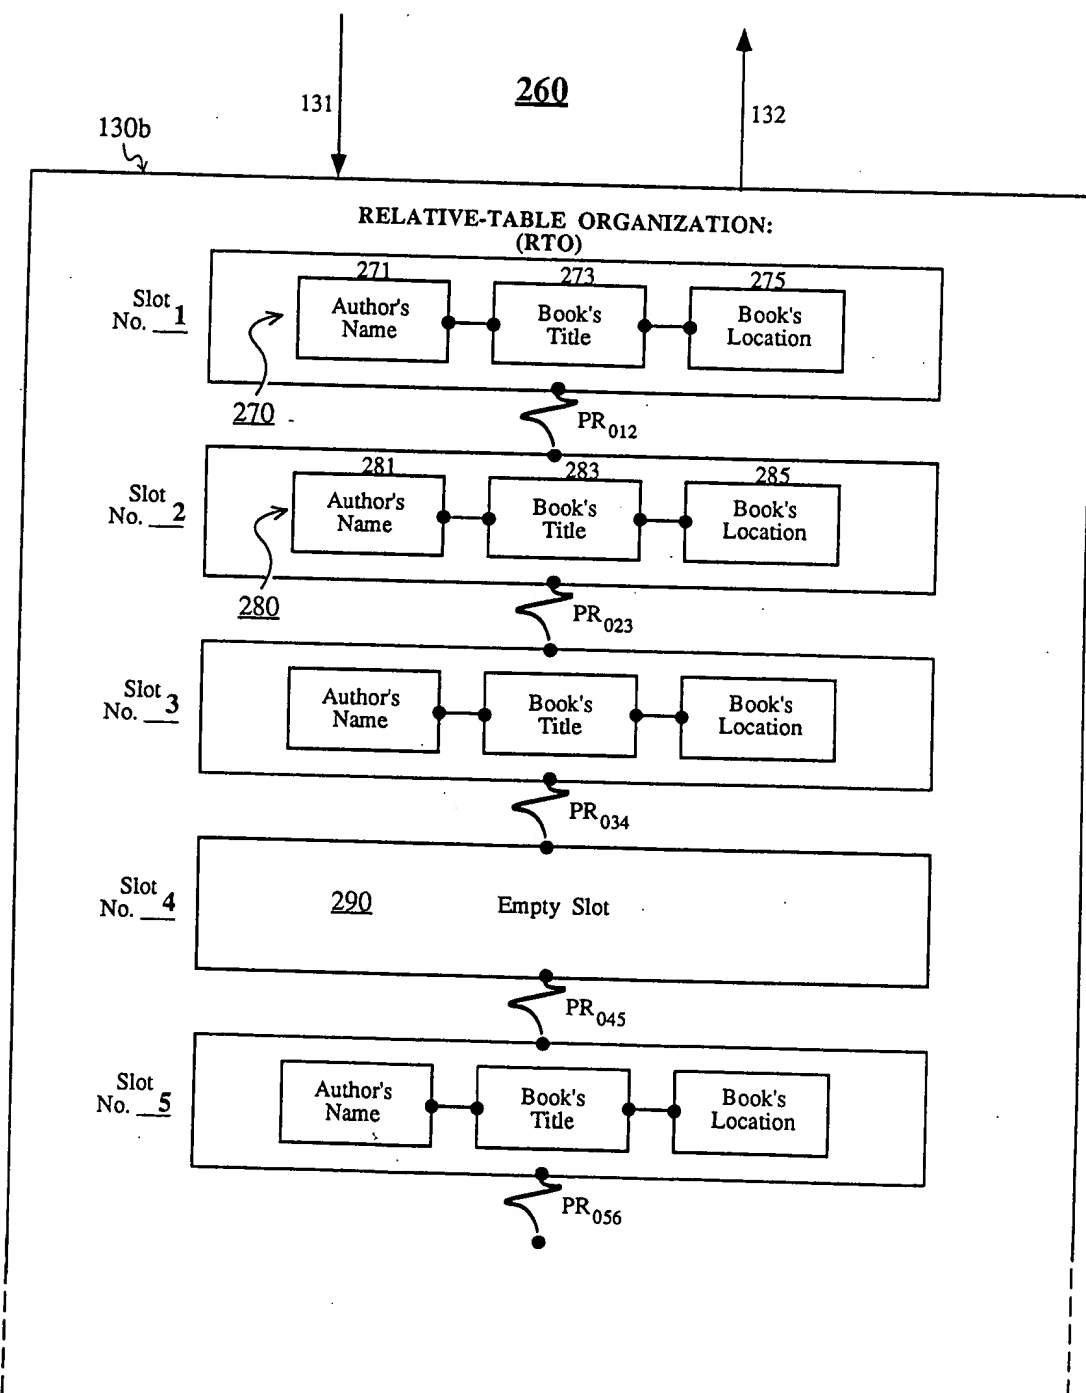 260
131
132
130b
RELATIVE-TABLE ORGANIZATION:
(RTO)
271 273 275
Slot
No. 1
Author's
Name
Book's
Title
Book's
Location
270
PR012
281 283 285
Slot
No. 2
Author's
Name
Book's
Title
Book's
Location
280
PR023
Slot
No. 3
Author's
Name
Book's
Title
Book's
Location
PR034
Slot
No. 4
290
Empty Slot
PR045
Slot
No. 5
Author's
Name
Book's
Title
Book's
Location
PR056